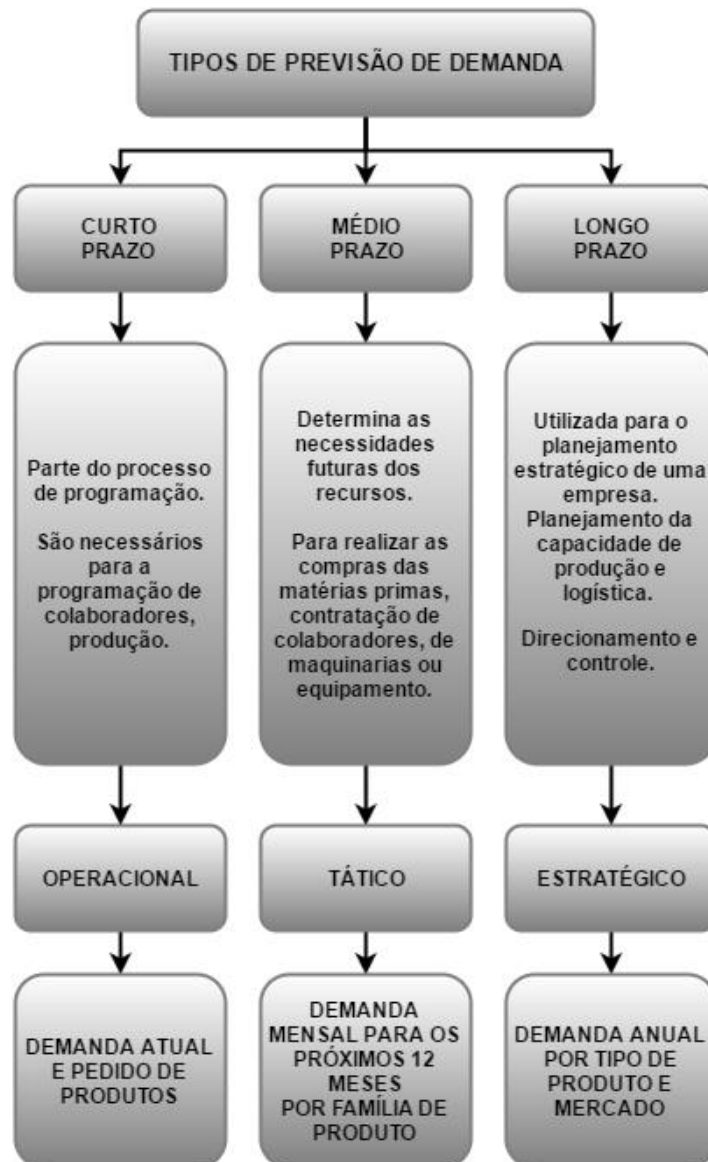 TIPOS DE PREVISÃO DE DEMANDA
CURTO
PRAZO
MÉDIO
PRAZO
LONGO
PRAZO
Parte do processo
de programação.
São necessários
para a
programação de
colaboradores,
produção.
Determina as
necessidades
futuras dos
recursos.
Para realizar as
compras das
matérias primas,
contratação de
colaboradores, de
maquinarias ou
equipamento.
Utilizada para o
planejamento
estratégico de uma
empresa.
Planejamento da
capacidade de
produção e
logística.
Direcionamento e
controle.
OPERACIONAL
TÁTICO
ESTRATÉGICO
DEMANDA ATUAL
E PEDIDO DE
PRODUTOS
DEMANDA
MENSAL PARA OS
PRÓXIMOS 12
MESES
POR FAMÍLIA DE
PRODUTO
DEMANDA ANUAL
POR TIPO DE
PRODUTO E
MERCADO